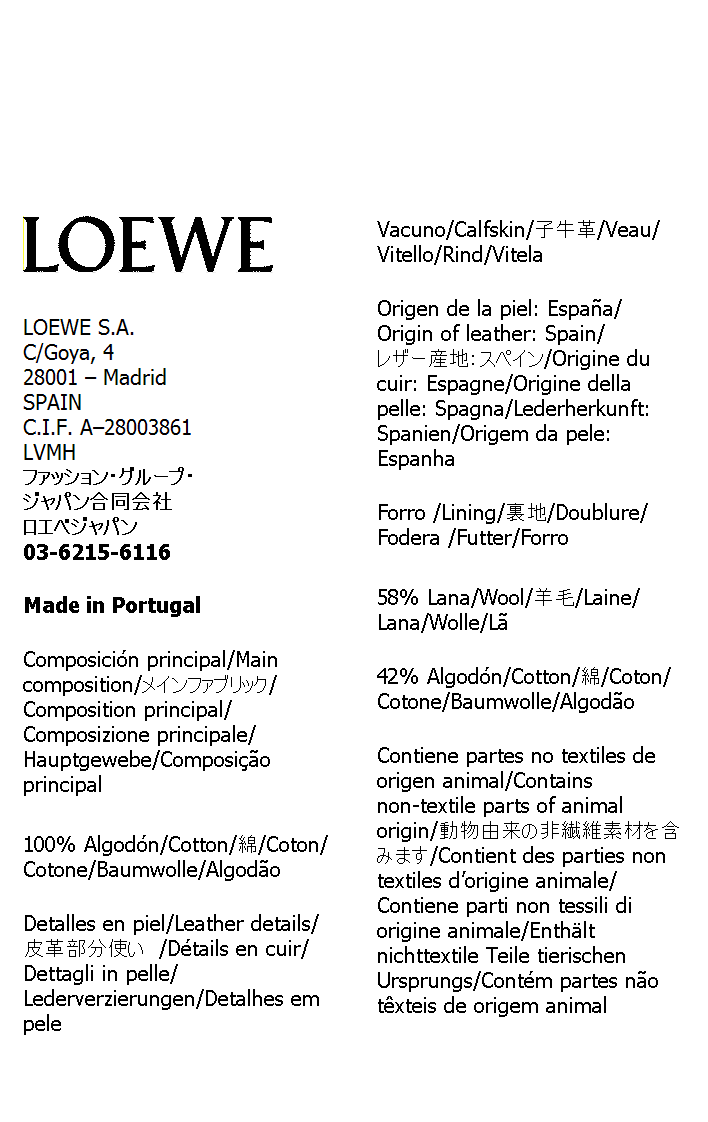 LOEWE
LOEWE S.A.
C/Goya, 4
28001 – Madrid
SPAIN
C.I.F. A–28003861
LVMH
ファッション・グループ・
ジャパン合同会社
ロエベジャパン
03-6215-6116
Made in Portugal
Composición principal/Main
composition/メインファブリック/
Composition principal/
Composizione principale/
Hauptgewebe/Composição
principal
100% Algodón/Cotton/綿/Coton/
Cotone/Baumwolle/Algodão
Detalles en piel/Leather details/
皮革部分使い /Détails en cuir/
Dettagli in pelle/
Lederverzierungen/Detalhes em
pele
Vacuno/Calfskin/子牛革/Veau/
Vitello/Rind/Vitela
Origen de la piel: España/
Origin of leather: Spain/
レザー産地：スペイン/Origine du
cuir: Espagne/Origine della
pelle: Spagna/Lederherkunft:
Spanien/Origem da pele:
Espanha
Forro /Lining/裏地/Doublure/
Fodera /Futter/Forro
58% Lana/Wool/羊毛/Laine/
Lana/Wolle/Lã
42% Algodón/Cotton/綿/Coton/
Cotone/Baumwolle/Algodão
Contiene partes no textiles de
origen animal/Contains
non-textile parts of animal
origin/動物由来の非繊維素材を含
みます/Contient des parties non
textiles d’origine animale/
Contiene parti non tessili di
origine animale/Enthält
nichttextile Teile tierischen
Ursprungs/Contém partes não
têxteis de origem animal